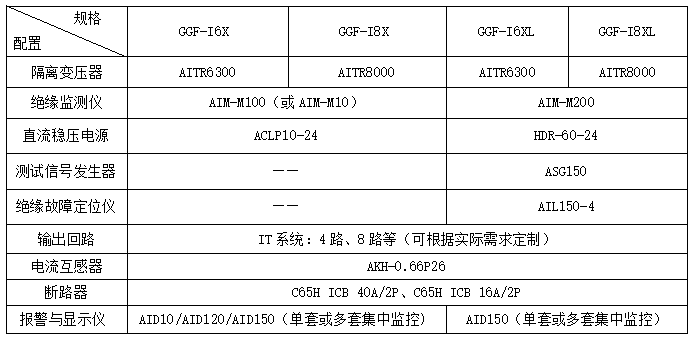 规格
配置
GGF-I6X GGF-I8X GGF-I6XL GGF-I8XL
隔离变压器 AITR6300 AITR8000 AITR6300 AITR8000
绝缘监测仪 AIM-M100（或AIM-M10） AIM-M200
直流稳压电源 ACLP10-24 HDR-60-24
测试信号发生器 —— ASG150
绝缘故障定位仪 —— AIL150-4
输出回路 IT系统：4路、8路等（可根据实际需求定制）
电流互感器 AKH-0.66P26
断路器 C65H ICB 40A/2P、C65H ICB 16A/2P
报警与显示仪 AID10/AID120/AID150（单套或多套集中监控） AID150（单套或多套集中监控）